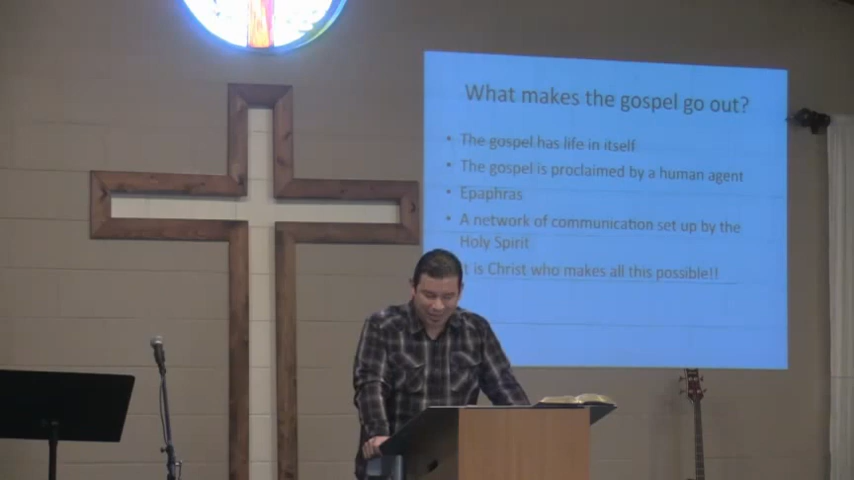 What makes the gospel go out?
• The gospel has life in itself
• The gospel is proclaimed by a human agent
• Epaphras
• A network of communication set up by the
Holy Spirit
t is Christ who makes all this possible!!